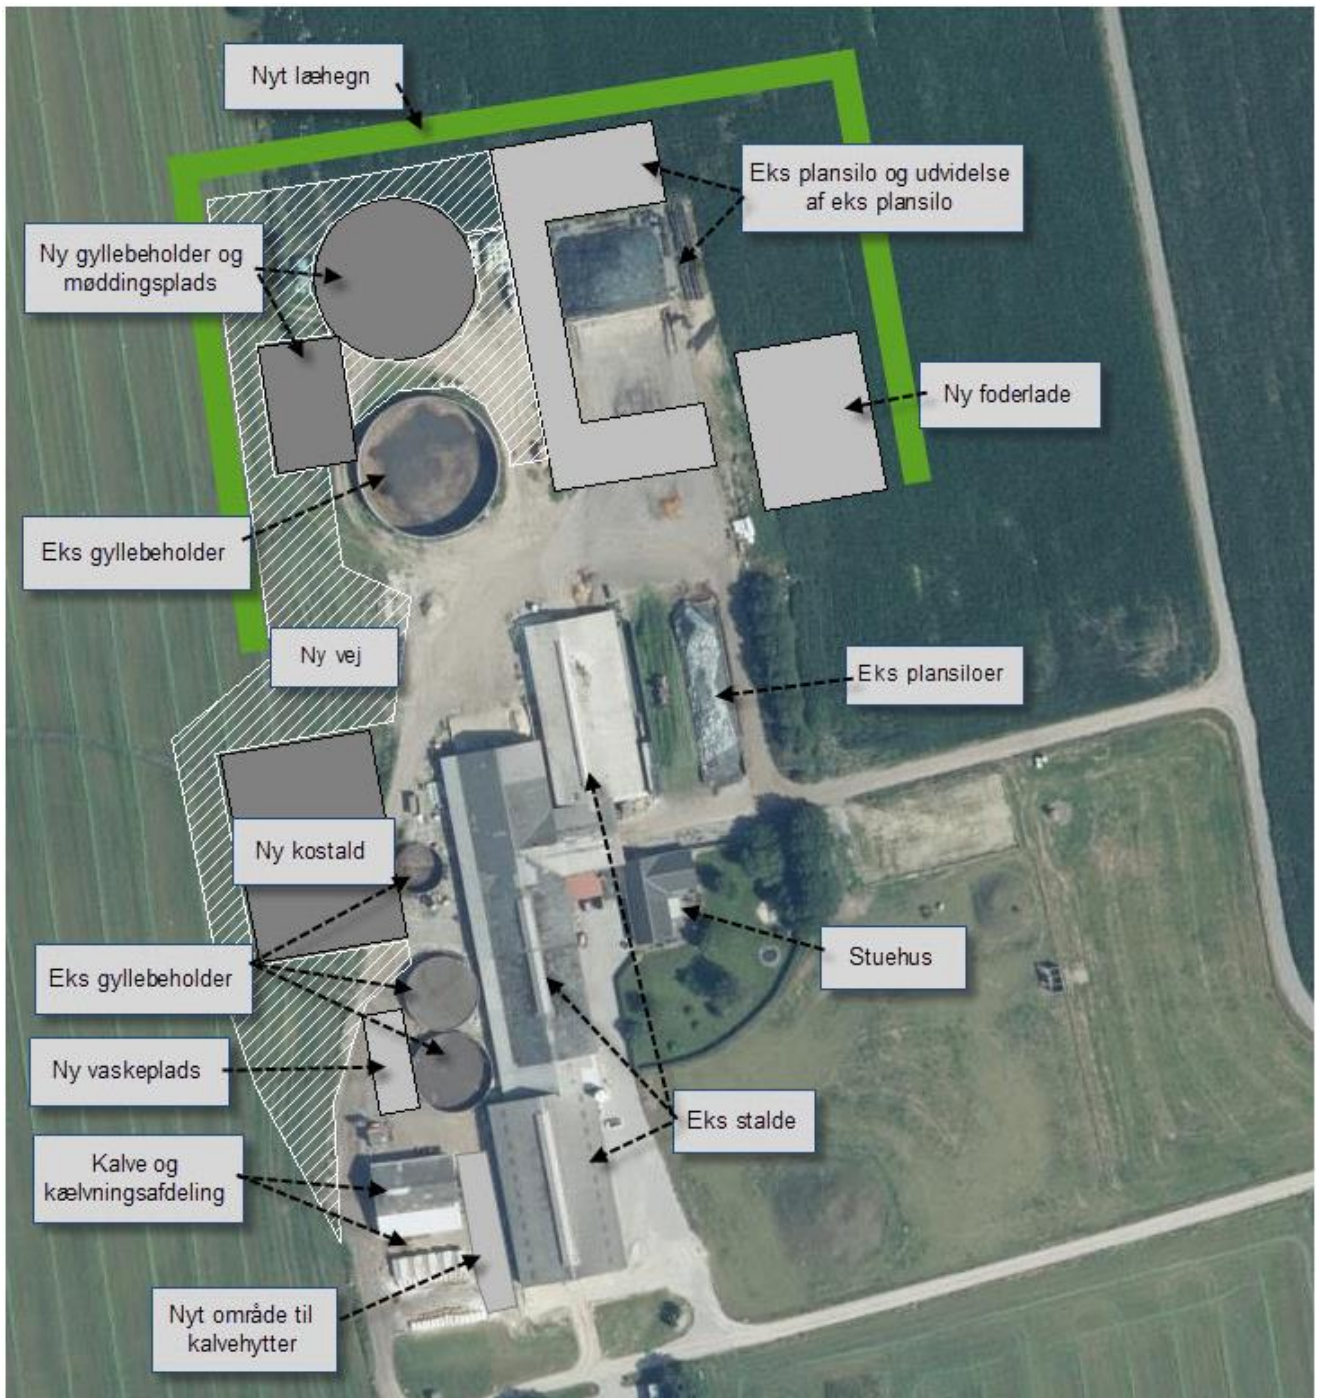 Nyt læhegn
Eks plansilo og udvidelse
af eks plansilo
Ny gyllebeholder og
møddingsplads
Ny foderlade
Eks gyllebeholder
Ny vej
Eks plansiloer
Ny kostald
Stuehus
Eks gyllebeholder
Ny vaskeplads
Eks stalde
Kalve og
kælvningsafdeling
Nyt område til
kalvehytter